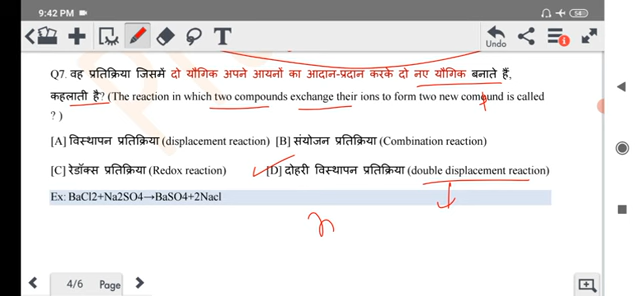 9:42 PM
54
T
Undo
Q7. वह प्रतिक्रिया जिसमें दो यौगिक अपने आयनों का आदान-प्रदान करके दो नए यौगिक बनाते हैं,
कहलाती है? (The reaction in which two compounds exchange their ions to form two new compound is called
? )
[A] विस्थापन प्रतिक्रिया (displacement reaction) [B] संयोजन प्रतिक्रिया (Combination reaction)
[C] रेडॉक्स प्रतिक्रिया (Redox reaction) [D] दोहरी विस्थापन प्रतिक्रिया (double displacement reaction)
Ex: BaCl2+Na2SO4→BaSO4+2Nacl
4/6 Page